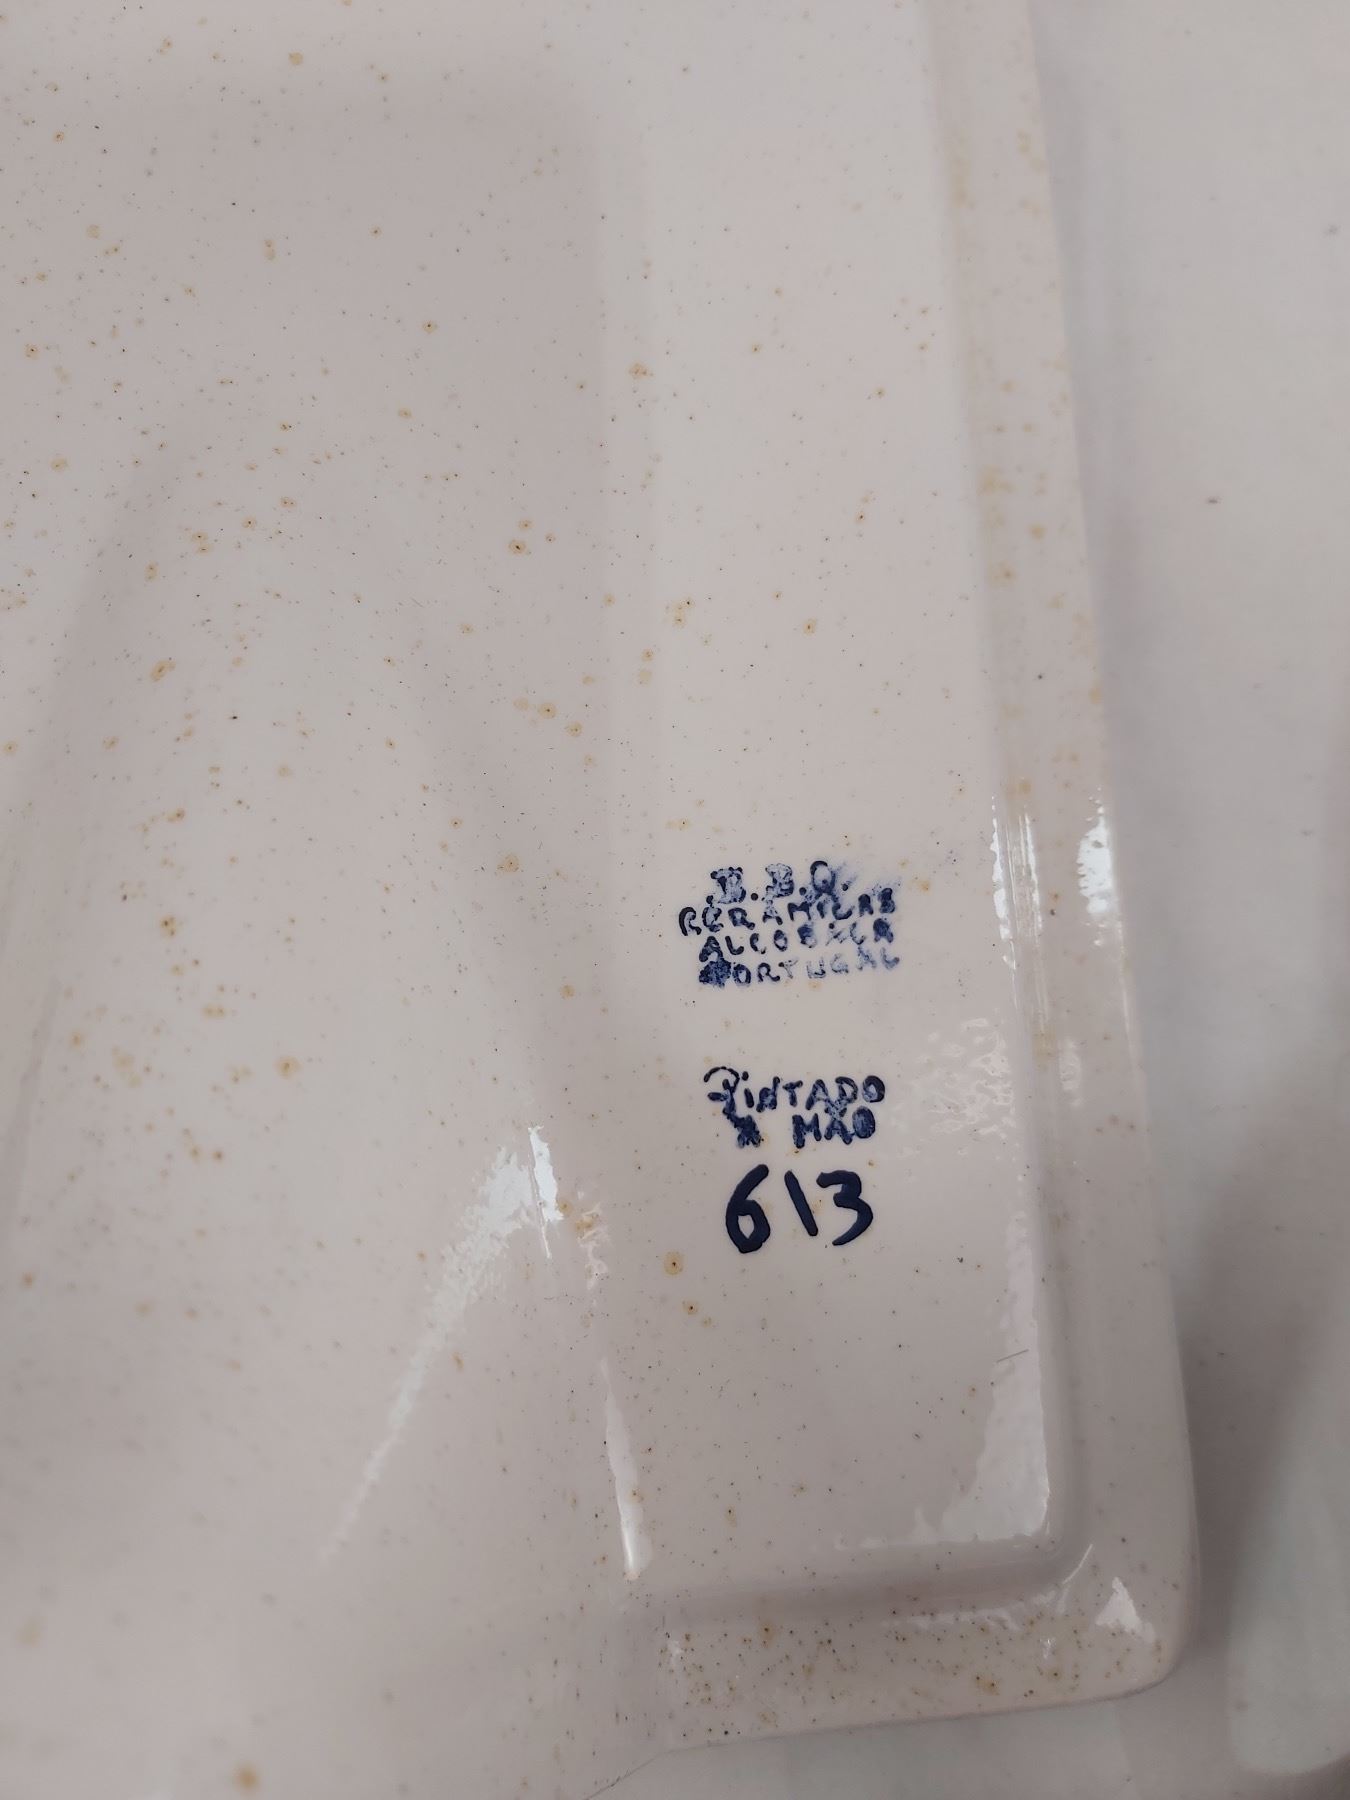 B.B.Q.
CERAMICAS
ALCOBAÇA
PORTUGAL
PINTADO
À MÃO
613